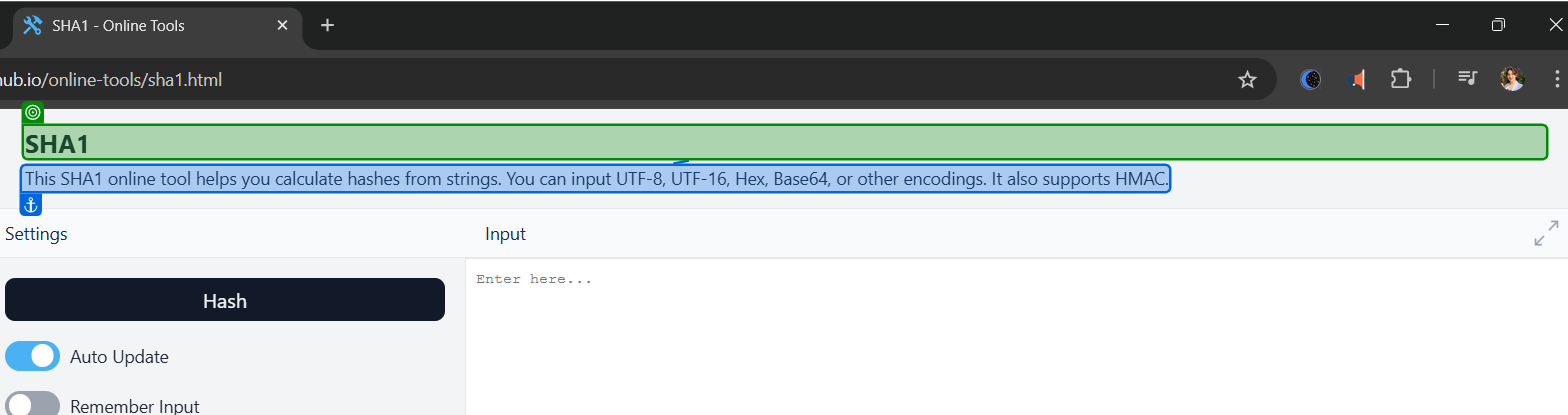 SHA1 - Online Tools
hub.io/online-tools/sha1.html
SHA1
This SHA1 online tool helps you calculate hashes from strings. You can input UTF-8, UTF-16, Hex, Base64, or other encodings. It also supports HMAC.
Settings
Input
Hash
Enter here...
Auto Update
Remember Input